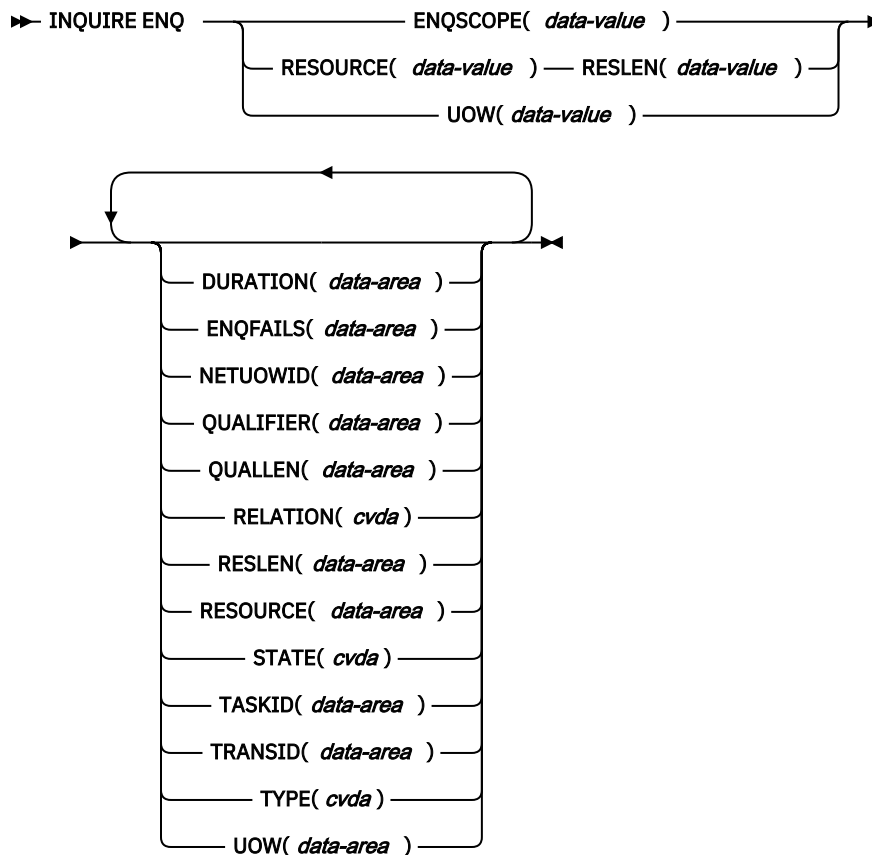 INQUIRE ENQ ENQSCOPE( data-value )
RESOURCE( data-value ) RESLEN( data-value )
UOW( data-value )
DURATION( data-area )
ENQFAILS( data-area )
NETUOWID( data-area )
QUALIFIER( data-area )
QUALLEN( data-area )
RELATION( cvda )
RESLEN( data-area )
RESOURCE( data-area )
STATE( cvda )
TASKID( data-area )
TRANSID( data-area )
TYPE( cvda )
UOW( data-area )